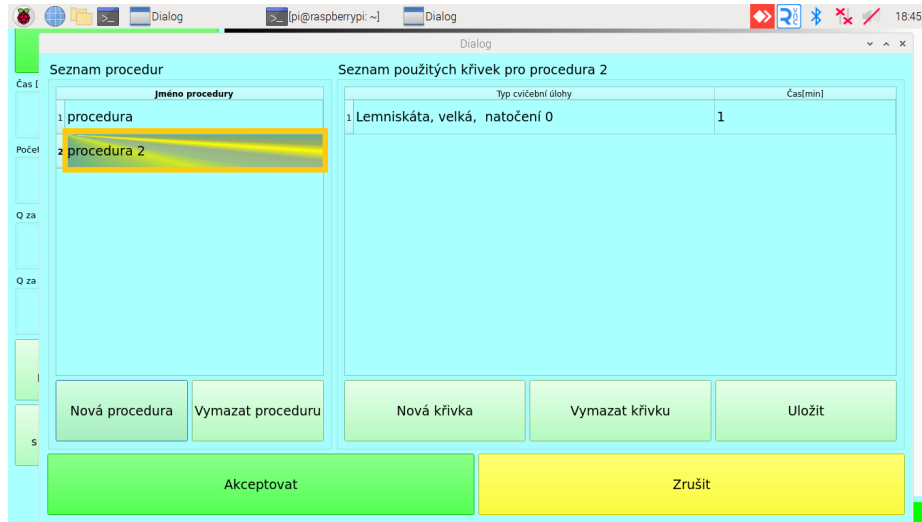 Dialog
[pi@raspberrypi: ~]
Dialog
18:45
Dialog
Seznam procedur
Seznam použitých křivek pro procedura 2
Čas [
Jméno procedury
Typ cvičební úlohy
Čas[min]
1 procedura
1 Lemniskáta, velká, natočení 0
1
Počet
2 procedura 2
Q za
Q za
Nová procedura
Vymazat proceduru
Nová křivka
Vymazat křivku
Uložit
s
Akceptovat
Zrušit